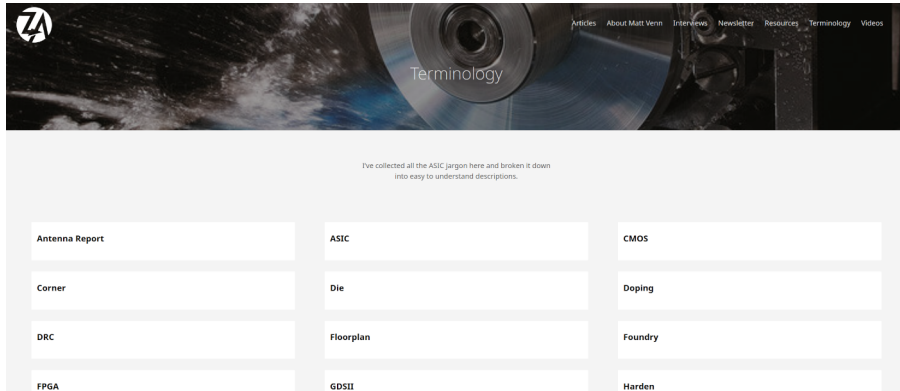 ZA
Articles About Matt Venn Interviews Newsletter Resources Terminology Videos
Terminology
I've collected all the ASIC jargon here and broken it down
into easy to understand descriptions.
Antenna Report ASIC CMOS
Corner Die Doping
DRC Floorplan Foundry
FPGA GDSII Harden